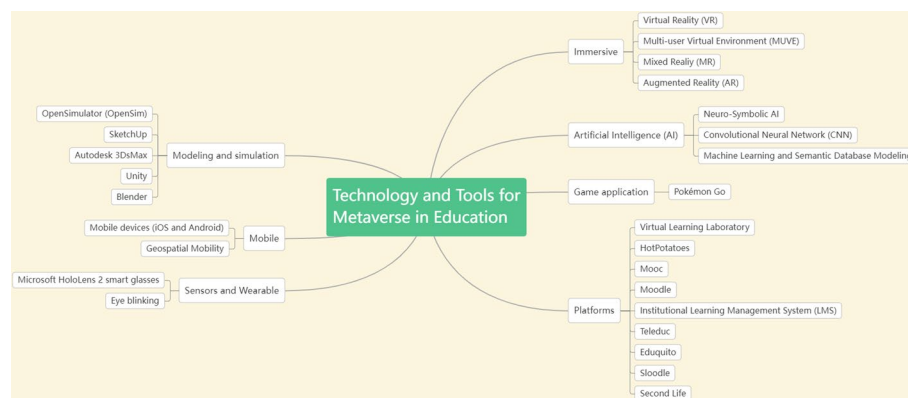 Technology and Tools for
Metaverse in Education
Immersive
Virtual Reality (VR)
Multi-user Virtual Environment (MUVE)
Mixed Realiy (MR)
Augmented Reality (AR)
Artificial Intelligence (AI)
Neuro-Symbolic AI
Convolutional Neural Network (CNN)
Machine Learning and Semantic Database Modeling
Game application
Pokémon Go
Platforms
Virtual Learning Laboratory
HotPotatoes
Mooc
Moodle
Institutional Learning Management System (LMS)
Teleduc
Eduquito
Sloodle
Second Life
Modeling and simulation
OpenSimulator (OpenSim)
SketchUp
Autodesk 3DsMax
Unity
Blender
Mobile
Mobile devices (iOS and Android)
Geospatial Mobility
Sensors and Wearable
Microsoft HoloLens 2 smart glasses
Eye blinking